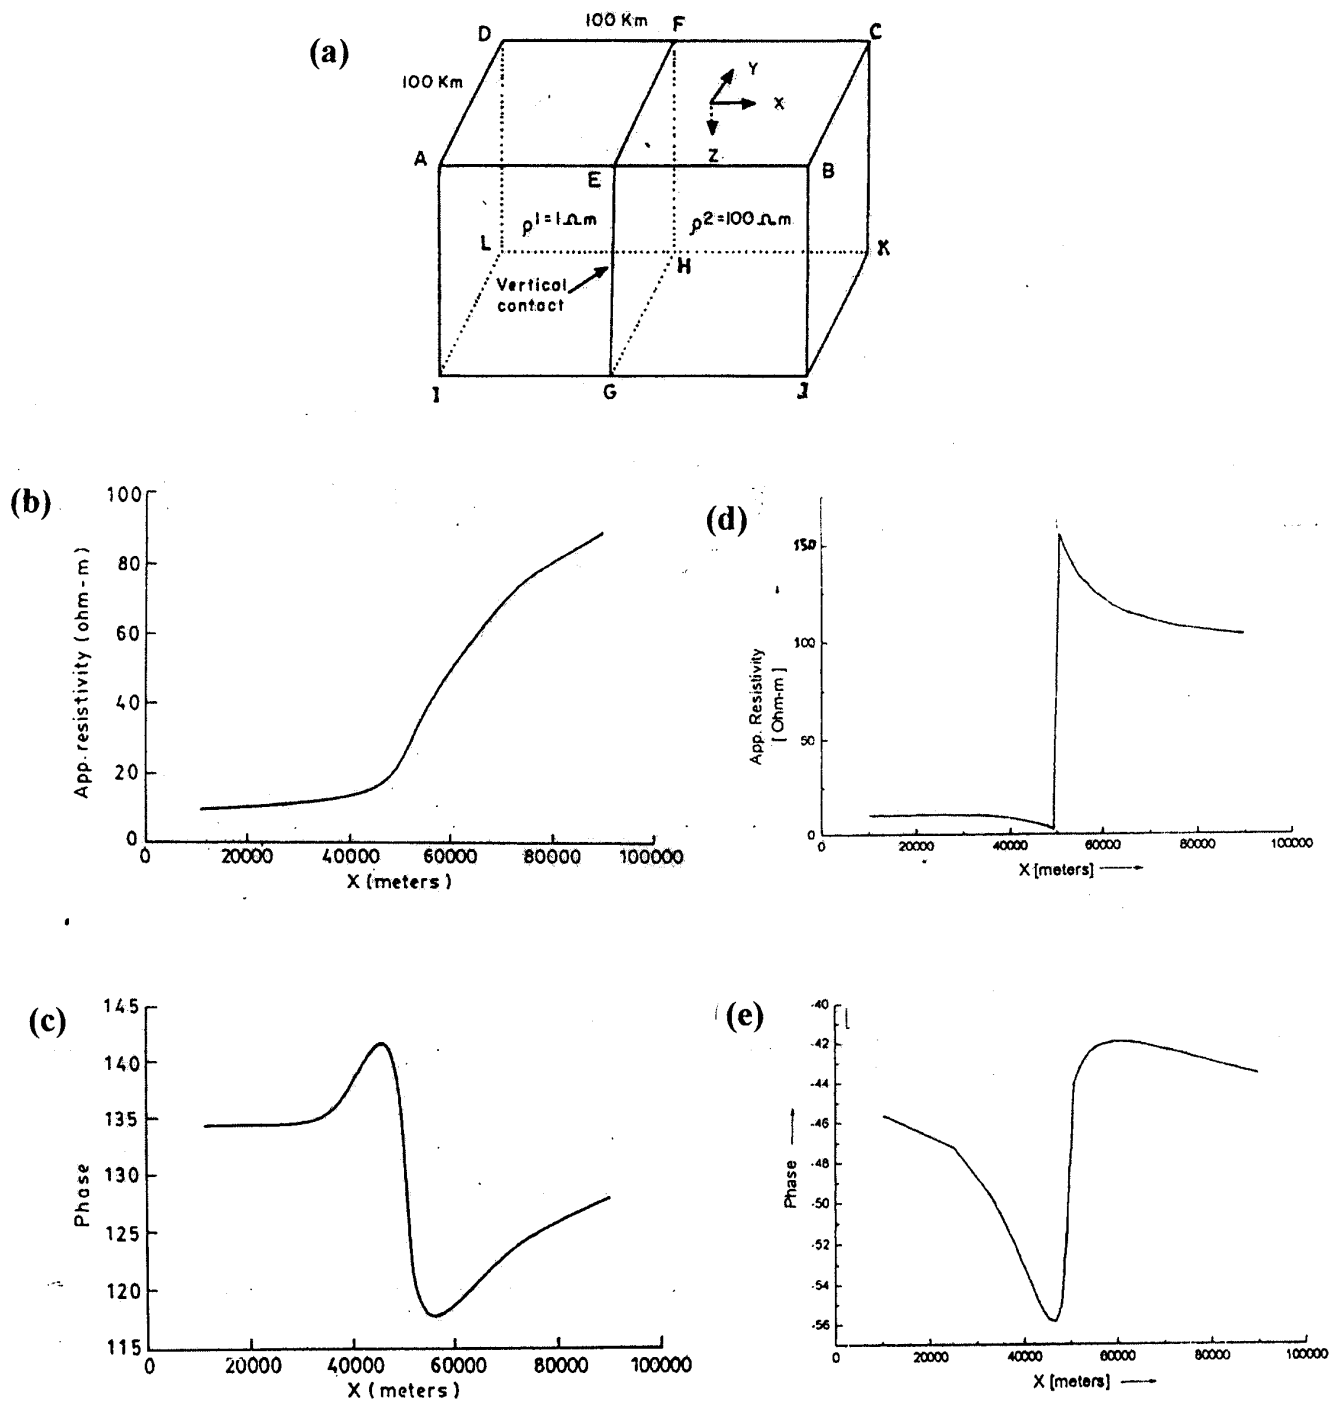 (a)
100 Km
D
F
C
100 Km
Y
X
Z
A
E
B
ρ1=1Ωm
ρ2=100Ωm
L
H
K
Vertical
contact
I
G
J
(b)
100
80
60
40
20
0
App. resistivity (ohm-m)
0 20000 40000 60000 80000 100000
X (meters)
(d)
150
100
50
0
App. Resistivity
[Ohm-m]
0 20000 40000 60000 80000 100000
X [meters]
(c)
145
140
135
130
125
120
115
Phase
0 20000 40000 60000 80000 100000
X (meters)
(e)
-40
-42
-44
-46
-48
-50
-52
-54
-56
Phase
0 20000 40000 60000 80000 100000
X [meters]